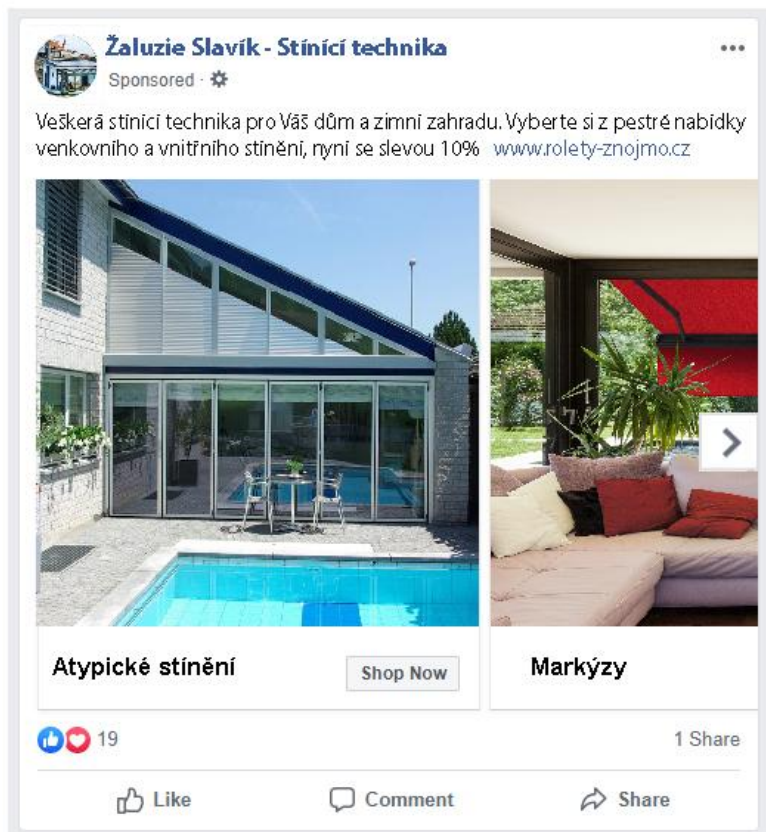 Žaluzie Slavík - Stínící technika
Sponsored ·
Veškerá stínící technika pro Váš dům a zimní zahradu. Vyberte si z pestré nabídky
venkovního a vnitřního stínění, nyní se slevou 10% www.rolety-znojmo.cz
Atypické stínění
Shop Now
Markýzy
19
1 Share
Like
Comment
Share